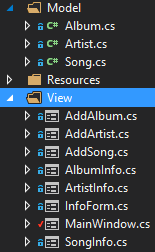 Model
C# Album.cs
C# Artist.cs
C# Song.cs
Resources
View
AddAlbum.cs
AddArtist.cs
AddSong.cs
AlbumInfo.cs
ArtistInfo.cs
InfoForm.cs
MainWindow.cs
SongInfo.cs